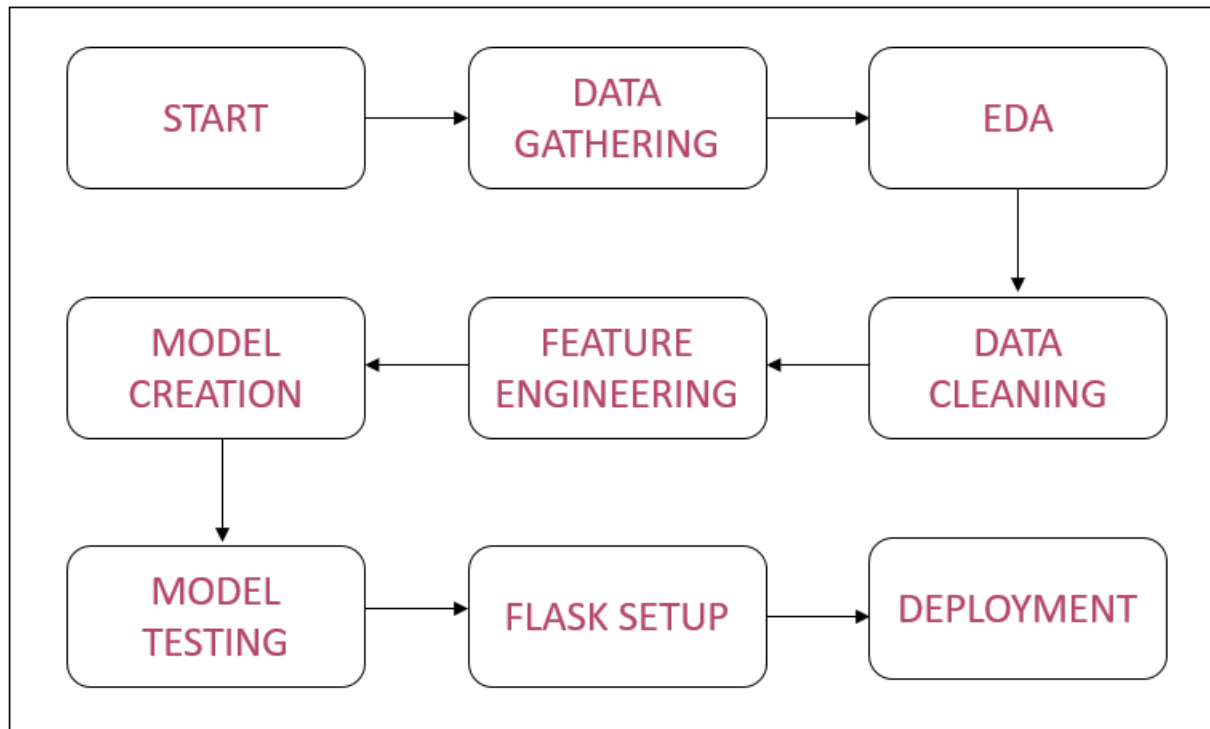 START
DATA
GATHERING
EDA
DATA
CLEANING
FEATURE
ENGINEERING
MODEL
CREATION
MODEL
TESTING
FLASK SETUP
DEPLOYMENT